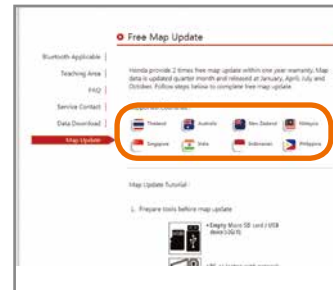 Free Map Update
Bluetooth Applicable
Teaching Area
FAQ
Service Contact
Data Download
Map Update
Honda provide 2 times free map update within one year warranty. Map
data is updated quarter month and released at January, April, July and
October. Follow steps below to complete free map update
Thailand
Australia
New Zealand
Malaysia
Singapore
India
Indonesia
Philippines
Map Update Tutorial :
1. Prepare tools before map update
• Empty Micro SD card / USB